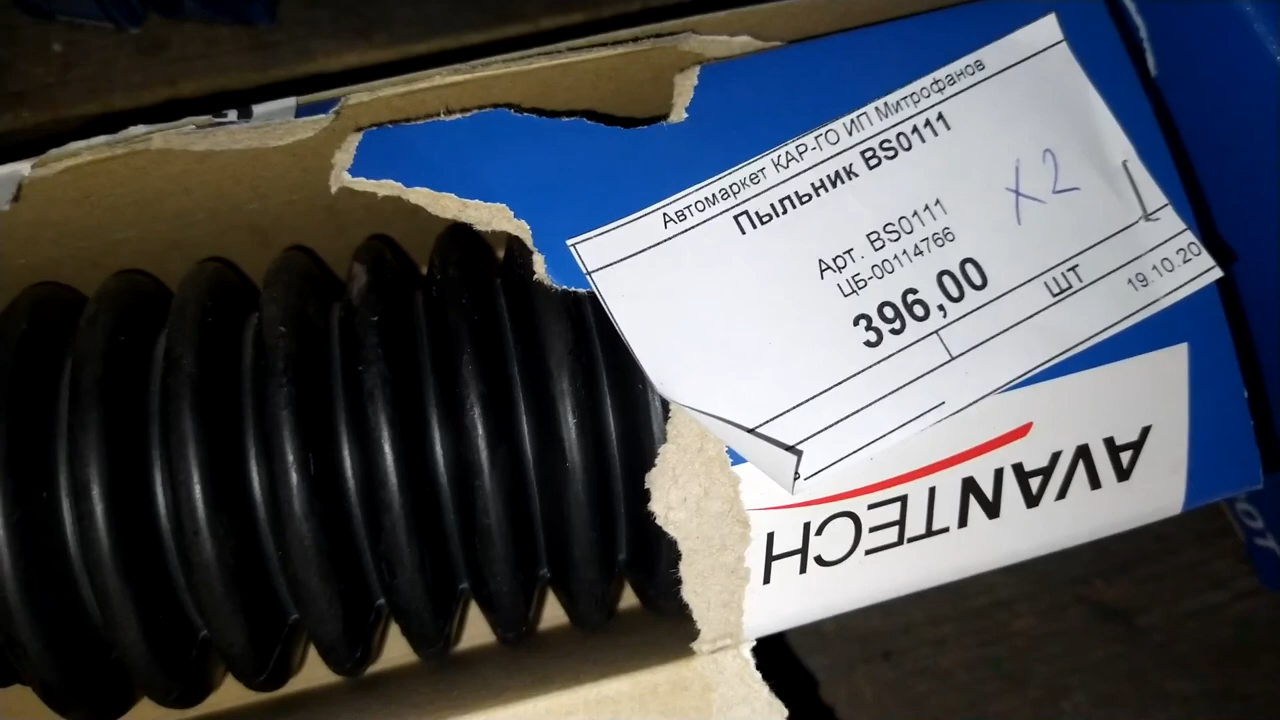 Автомаркет КАР-ГО ИП Митрофанов
Пыльник BS0111
Арт. BS0111
ЦБ-00114766
X2
396,00
ШТ
19.10.20
AVANTECH